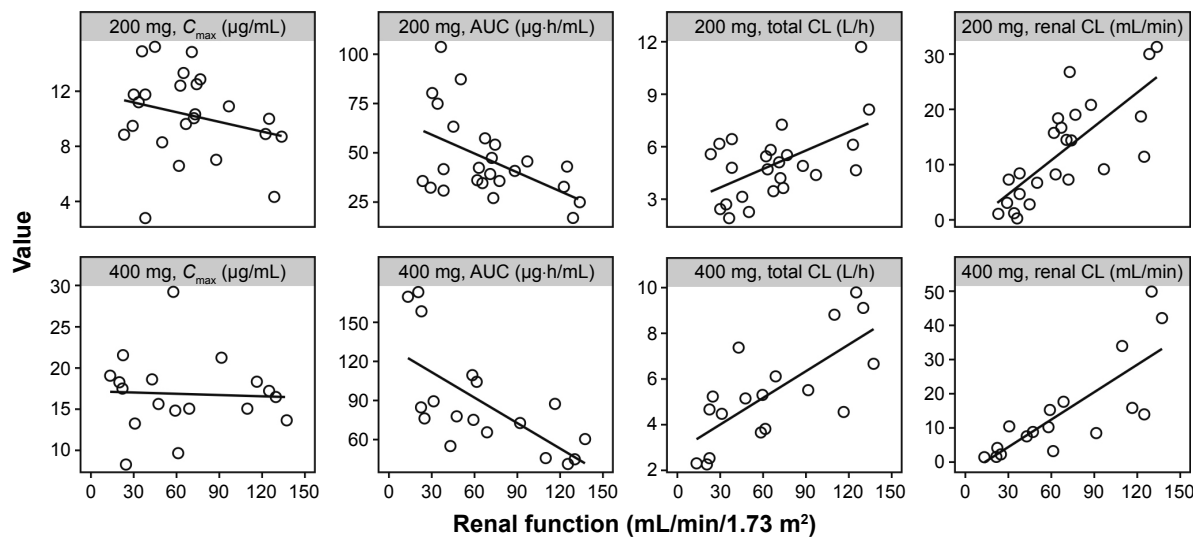 200 mg, Cmax (µg/mL)
200 mg, AUC (µg·h/mL)
200 mg, total CL (L/h)
200 mg, renal CL (mL/min)
12
8
4
100
75
50
25
12
9
6
3
30
20
10
0
Value
400 mg, Cmax (µg/mL)
400 mg, AUC (µg·h/mL)
400 mg, total CL (L/h)
400 mg, renal CL (mL/min)
30
25
20
15
10
150
120
90
60
10
8
6
4
2
50
40
30
20
10
0
0 30 60 90 120 150
0 30 60 90 120 150
0 30 60 90 120 150
0 30 60 90 120 150
Renal function (mL/min/1.73 m²)